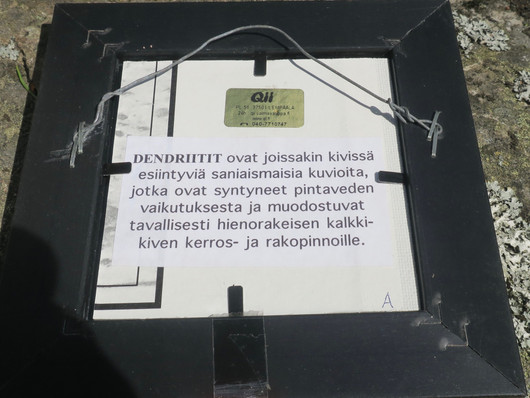 Qii
DENDRIITIT ovat joissakin kivissä
esiintyviä saniaismaisia kuvioita,
jotka ovat syntyneet pintaveden
vaikutuksesta ja muodostuvat
tavallisesti hienorakeisen kalkki-
kiven kerros- ja rakopinnoille.
A